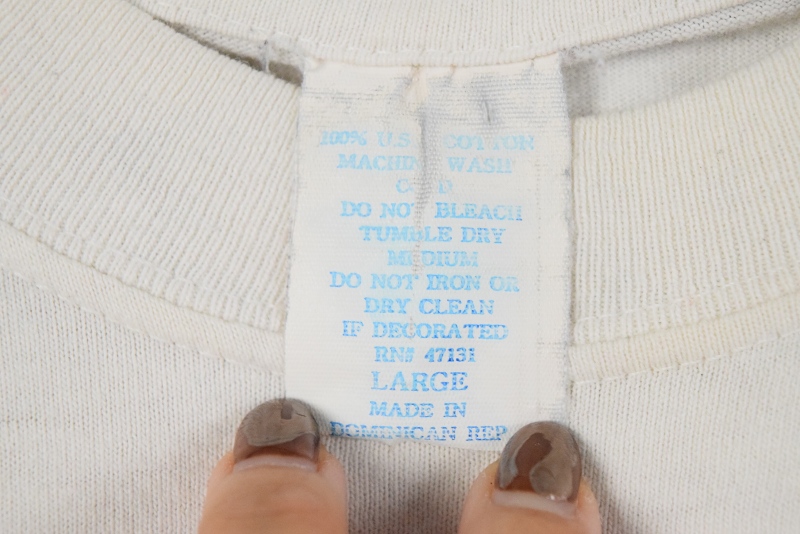 100% U.S. COTTON
MACHINE WASH
COLD
DO NOT BLEACH
TUMBLE DRY
MEDIUM
DO NOT IRON OR
DRY CLEAN
IF DECORATED
RN# 47131
LARGE
MADE IN
DOMINICAN REP